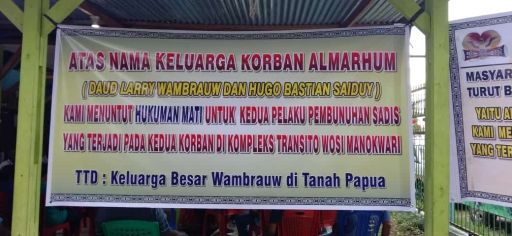 ATAS NAMA KELUARGA KORBAN ALMARHUM
( DAUD LARRY WAMBRAUW DAN HUGO BASTIAN SAIDUY )
KAMI MENUNTUT HUKUMAN MATI UNTUK KEDUA PELAKU PEMBUNUHAN SADIS
YANG TERJADI PADA KEDUA KORBAN DI KOMPLEKS TRANSITO WOSI MANOKWARI
TTD : Keluarga Besar Wambrauw di Tanah Papua
MASYAR
TURUT B
YAITU A
KAMI ME
YANG TER